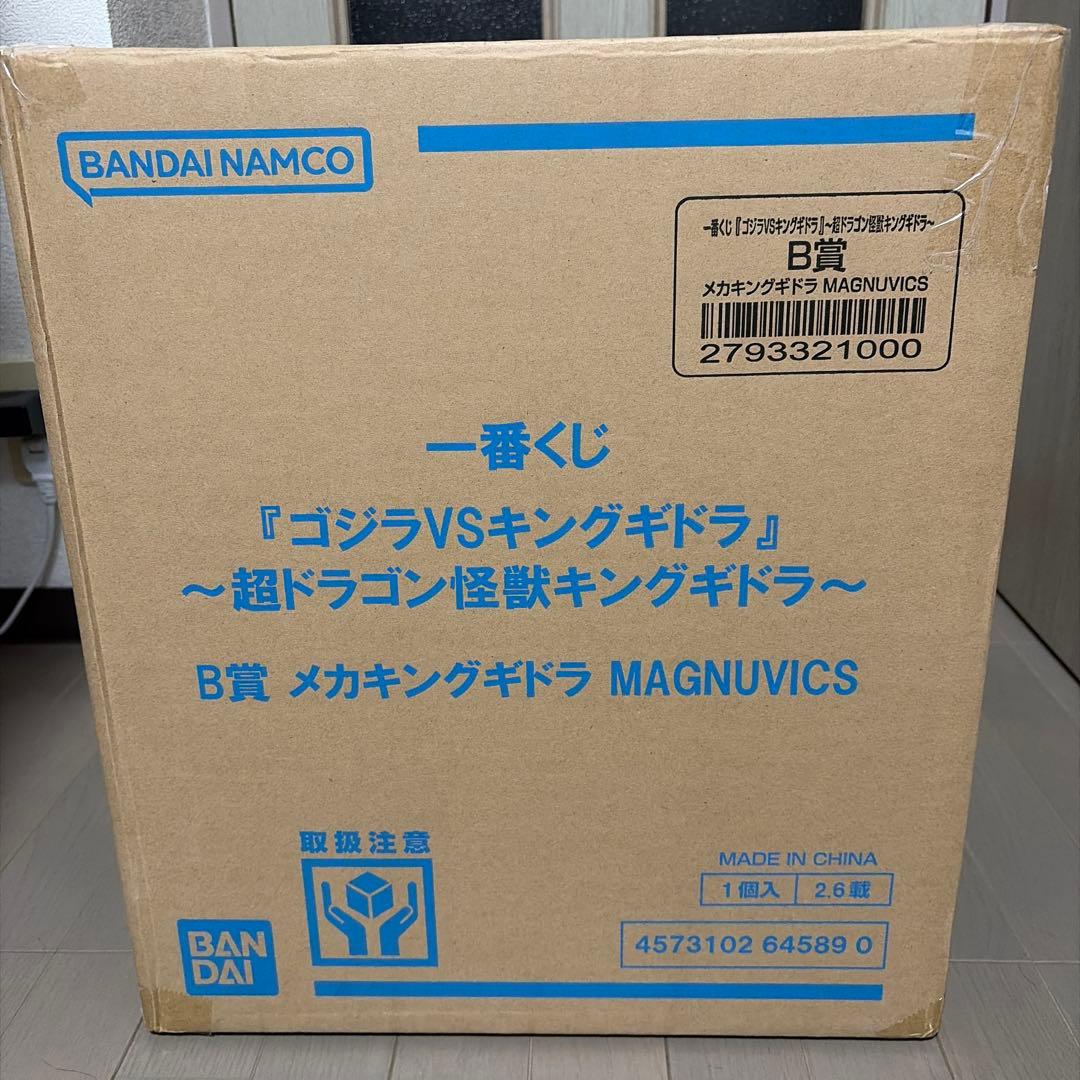 BANDAI NAMCO
一番くじ『ゴジラVSキングギドラ』～超ドラゴン怪獣キングギドラ～
B賞
メカキングギドラ MAGNUVICS
2793321000
一番くじ
『ゴジラVSキングギドラ』
～超ドラゴン怪獣キングギドラ～
B賞 メカキングギドラ MAGNUVICS
取扱注意
MADE IN CHINA
1個入 2.6載
4573102 64589 0
BAN
DAI